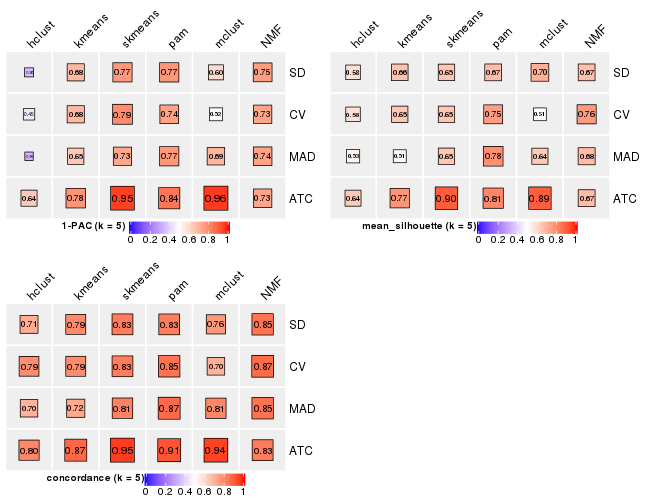 hclust kmeans skmeans pam mclust NMF
0.68 0.77 0.77 0.60 0.75 SD
0.45 0.68 0.79 0.74 0.52 0.73 CV
0.65 0.73 0.77 0.69 0.74 MAD
0.64 0.78 0.95 0.84 0.96 0.73 ATC
1-PAC (k = 5)
0 0.2 0.4 0.6 0.8 1
hclust kmeans skmeans pam mclust NMF
0.58 0.66 0.65 0.67 0.70 0.67 SD
0.56 0.65 0.65 0.75 0.51 0.76 CV
0.53 0.51 0.65 0.78 0.64 0.68 MAD
0.64 0.77 0.90 0.81 0.89 0.67 ATC
mean_silhouette (k = 5)
0 0.2 0.4 0.6 0.8 1
hclust kmeans skmeans pam mclust NMF
0.71 0.79 0.83 0.83 0.76 0.85 SD
0.79 0.79 0.83 0.85 0.70 0.87 CV
0.70 0.72 0.81 0.87 0.81 0.85 MAD
0.80 0.87 0.95 0.91 0.94 0.83 ATC
concordance (k = 5)
0 0.2 0.4 0.6 0.8 1